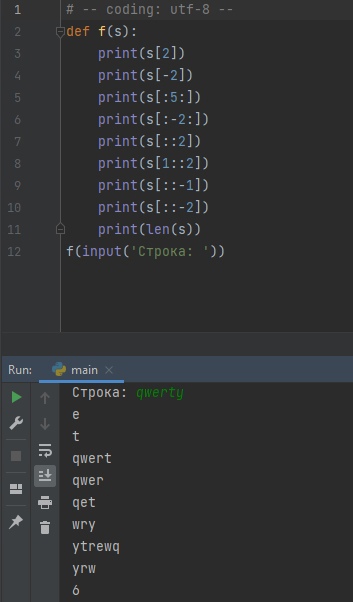 1 # -- coding: utf-8 --
2 def f(s):
3 print(s[2])
4 print(s[-2])
5 print(s[:5:])
6 print(s[:-2:])
7 print(s[::2])
8 print(s[1::2])
9 print(s[::-1])
10 print(s[::-2])
11 print(len(s))
12 f(input('Строка: '))
Run: main
Строка: qwerty
e
t
qwert
qwer
qet
wry
ytrewq
yrw
6